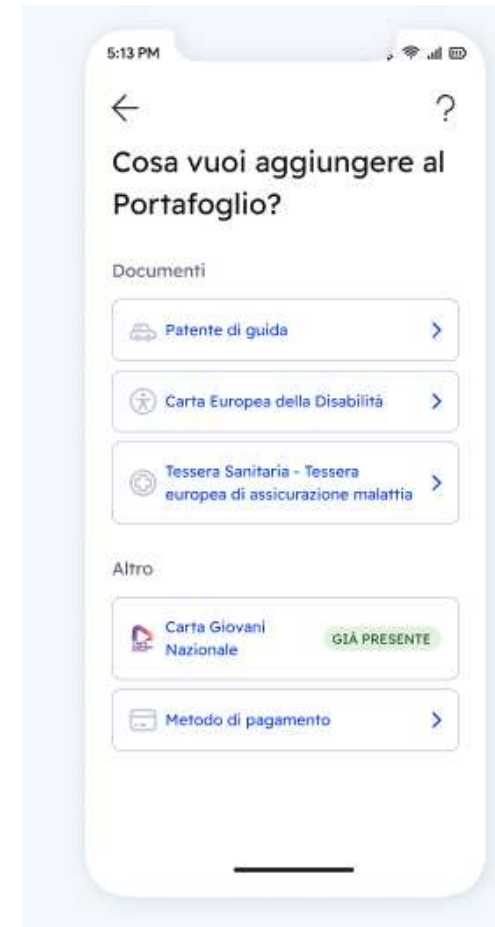 5:13 PM
?
Cosa vuoi aggiungere al
Portafoglio?
Documenti
Patente di guida
Carta Europea della Disabilità
Tessera Sanitaria - Tessera
europea di assicurazione malattia
Altro
Carta Giovani
Nazionale
GIÀ PRESENTE
Metodo di pagamento